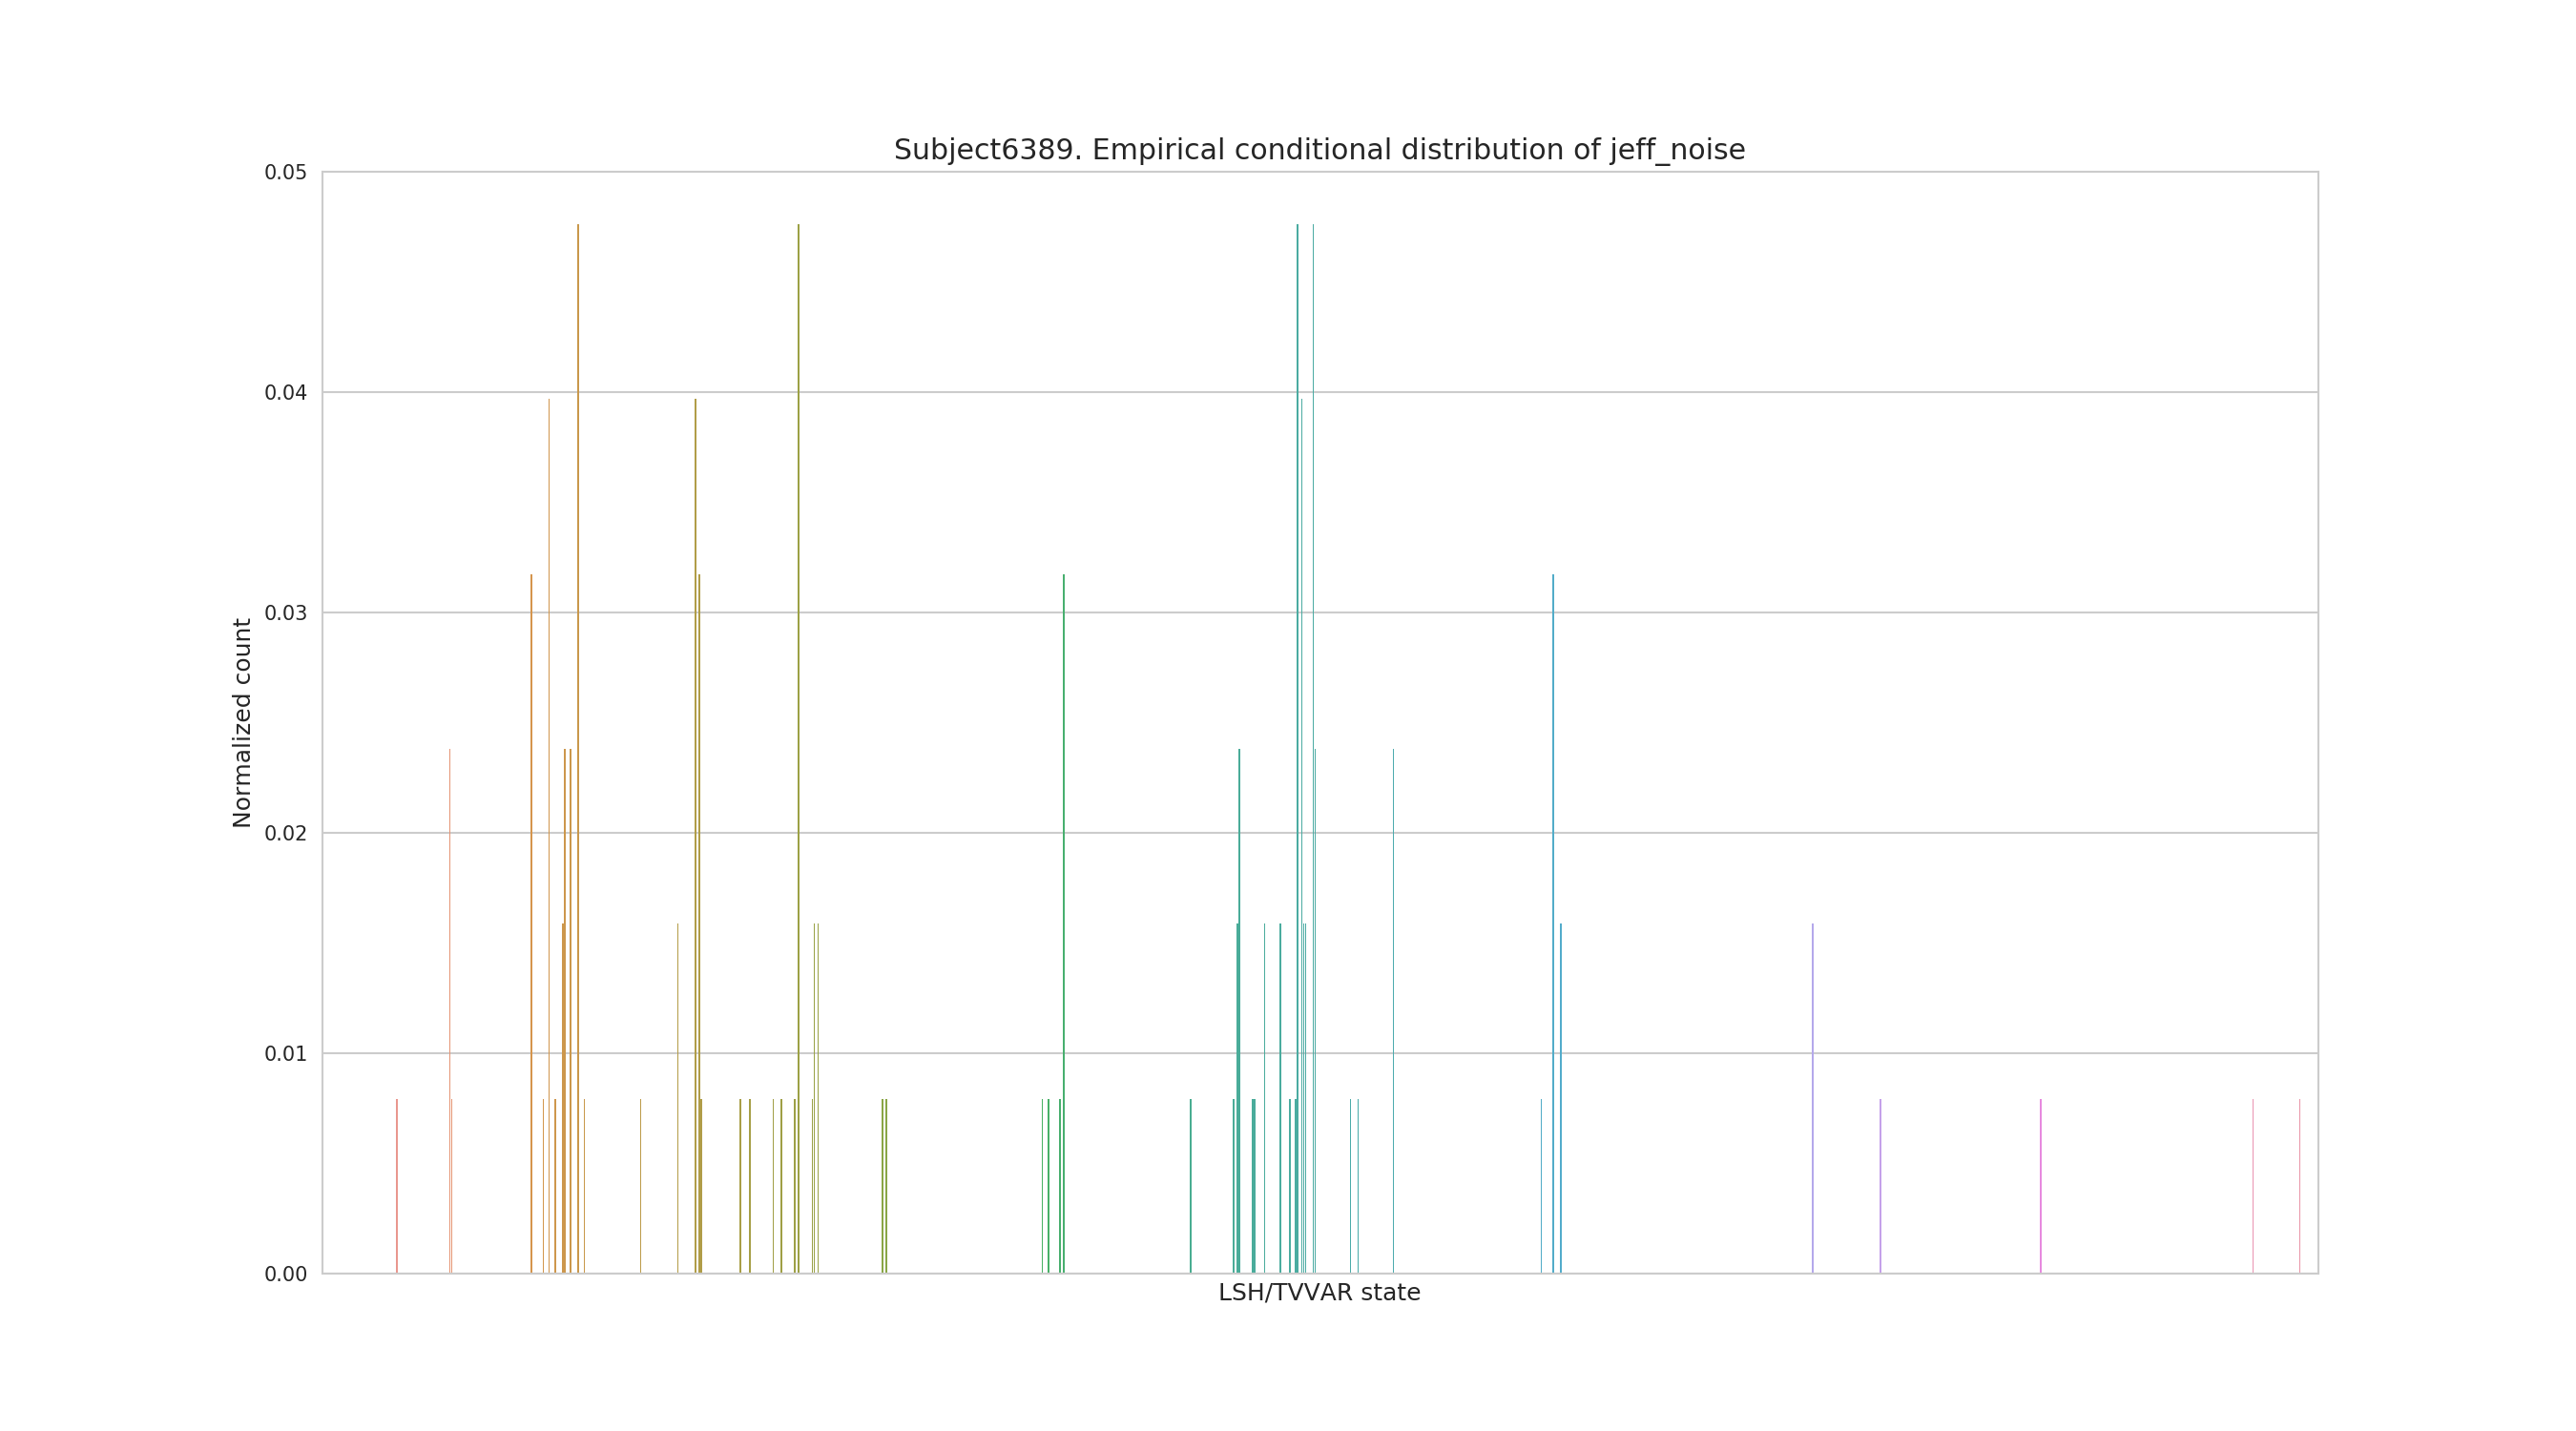 Subject6389. Empirical conditional distribution of jeff_noise
0.05
0.04
0.03
0.02
0.01
0.00
Normalized count
LSH/TVVAR state